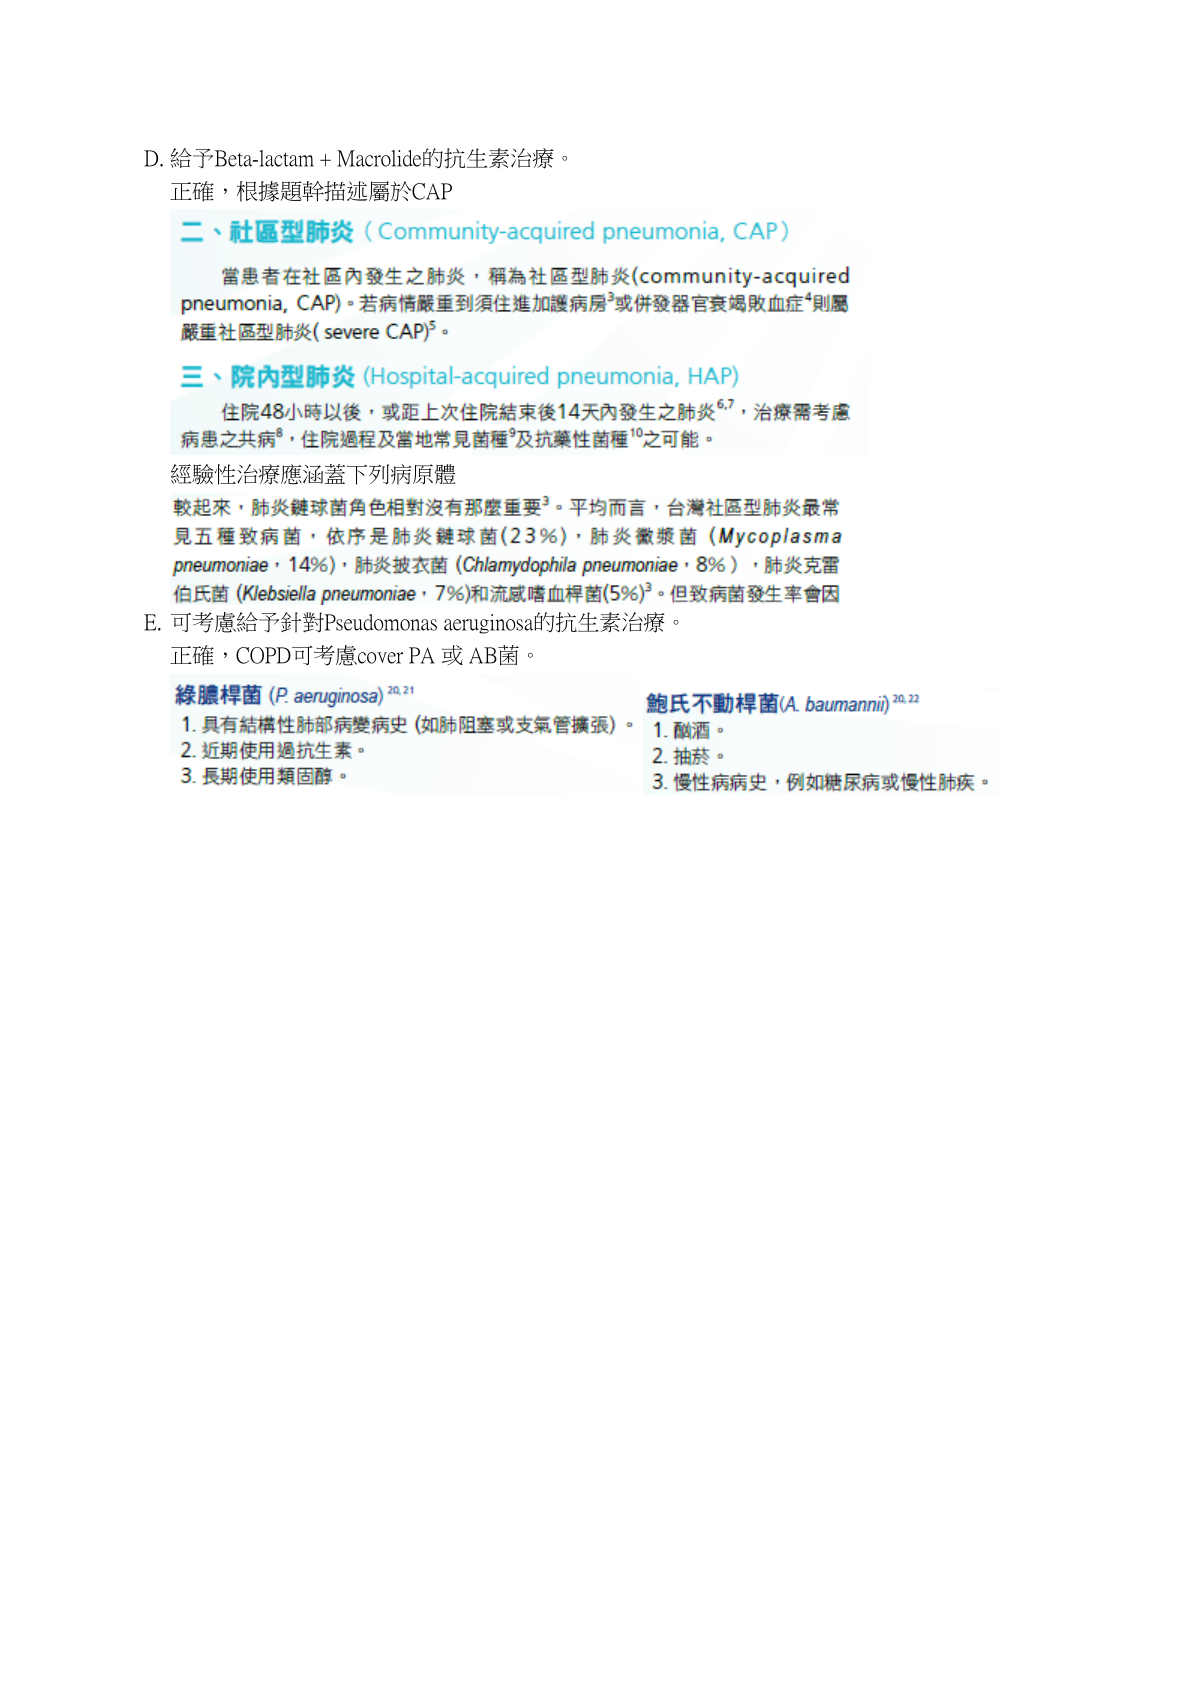 D. 給予Beta-lactam + Macrolide的抗生素治療。
正確，根據題幹描述屬於CAP
二、社區型肺炎（Community-acquired pneumonia, CAP）
當患者在社區內發生之肺炎，稱為社區型肺炎(community-acquired
pneumonia, CAP)。若病情嚴重到須住進加護病房3或併發器官衰竭敗血症4則屬
嚴重社區型肺炎( severe CAP)5。
三、院內型肺炎 (Hospital-acquired pneumonia, HAP)
住院48小時以後，或距上次住院結束後14天內發生之肺炎6,7，治療需考慮
病患之共病8，住院過程及當地常見菌種9及抗藥性菌種10之可能。
經驗性治療應涵蓋下列病原體
較起來，肺炎鏈球菌角色相對沒有那麼重要3。平均而言，台灣社區型肺炎最常
見五種致病菌，依序是肺炎鏈球菌(23%)，肺炎黴漿菌 (Mycoplasma
pneumoniae，14%)，肺炎披衣菌 (Chlamydophila pneumoniae，8% ) ，肺炎克雷
伯氏菌 (Klebsiella pneumoniae，7%)和流感嗜血桿菌(5%)3。但致病菌發生率會因
E. 可考慮給予針對Pseudomonas aeruginosa的抗生素治療。
正確，COPD可考慮cover PA 或 AB菌。
綠膿桿菌 (P. aeruginosa) 20, 21
1. 具有結構性肺部病變病史 (如肺阻塞或支氣管擴張) 。
2. 近期使用過抗生素。
3. 長期使用類固醇。
鮑氏不動桿菌(A. baumannii) 20, 22
1. 酗酒。
2. 抽菸。
3. 慢性病病史，例如糖尿病或慢性肺疾。